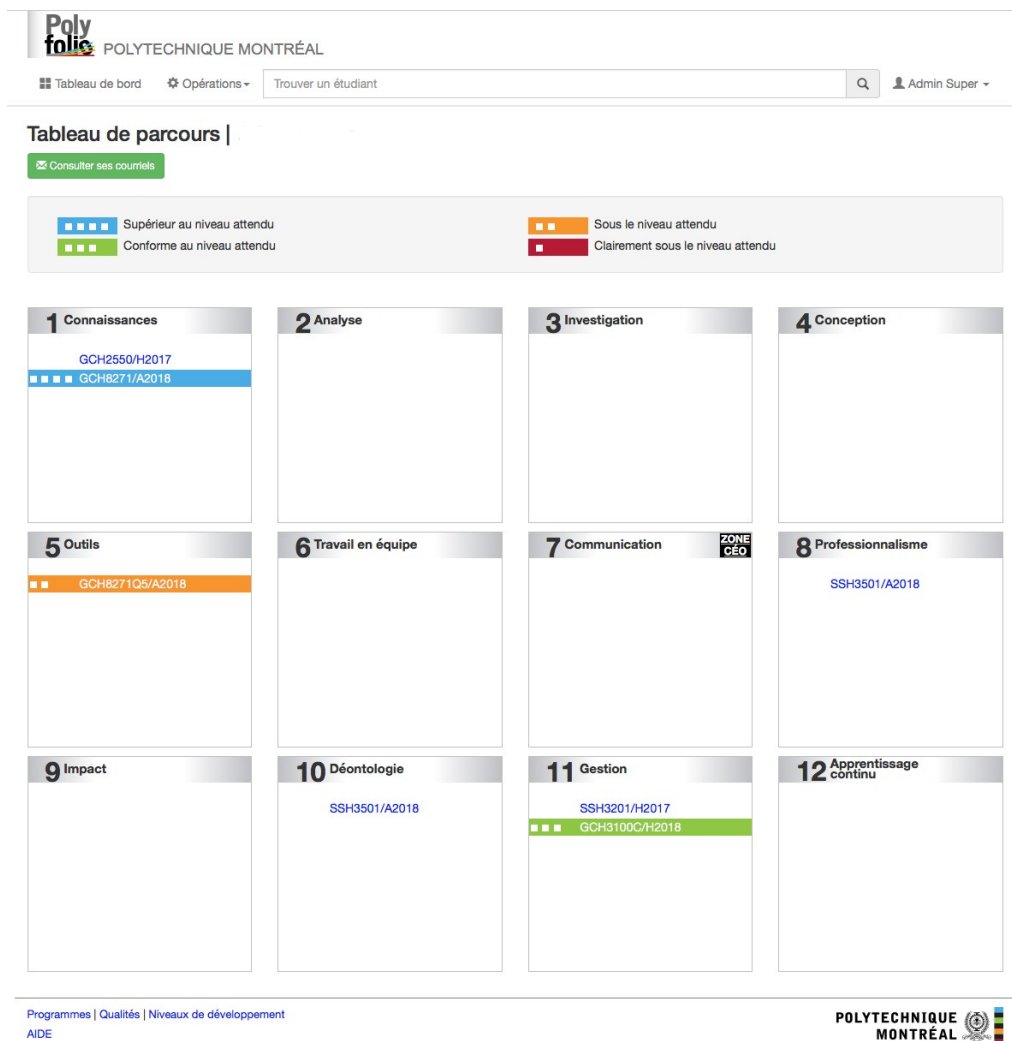 Poly
folio POLYTECHNIQUE MONTRÉAL
Tableau de bord Opérations Trouver un étudiant Admin Super
Tableau de parcours |
Consulter ses courriels
Supérieur au niveau attendu Sous le niveau attendu
Conforme au niveau attendu Clairement sous le niveau attendu
1 Connaissances 2 Analyse 3 Investigation 4 Conception
GCH2550/H2017
GCH8271/A2018
5 Outils 6 Travail en équipe 7 Communication ZONE CÉO 8 Professionnalisme
GCH8271Q5/A2018 SSH3501/A2018
9 Impact 10 Déontologie 11 Gestion 12 Apprentissage continu
SSH3501/A2018 SSH3201/H2017
GCH3100C/H2018
Programmes | Qualités | Niveaux de développement
AIDE
POLYTECHNIQUE
MONTRÉAL